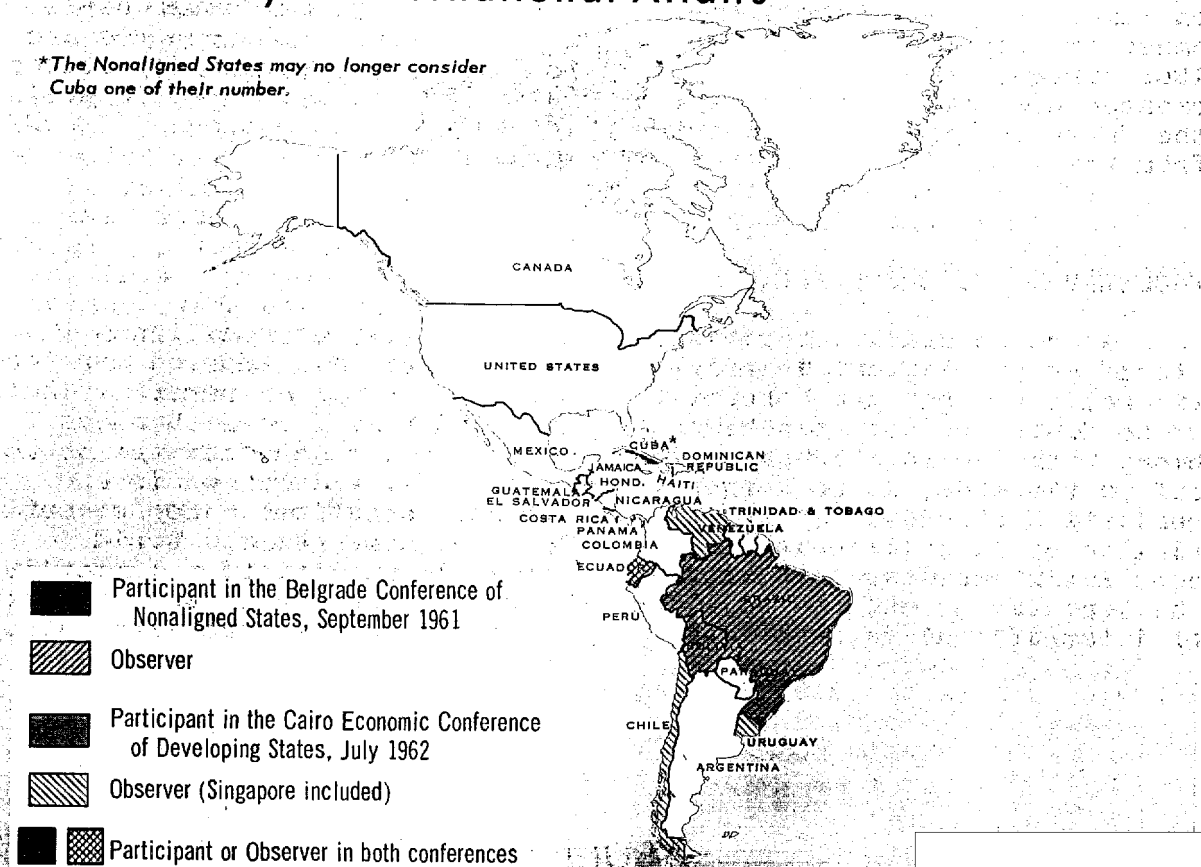 *The Nonaligned States may no longer consider
Cuba one of their number.
CANADA
UNITED STATES
MEXICO
CUBA*
DOMINICAN
REPUBLIC
JAMAICA
HOND.
HAITI
GUATEMALA
EL SALVADOR
NICARAGUA
COSTA RICA
PANAMA
TRINIDAD & TOBAGO
VENEZUELA
COLOMBIA
ECUADOR
BRAZIL
PERU
CHILE
URUGUAY
ARGENTINA
Participant in the Belgrade Conference of
Nonaligned States, September 1961
Observer
Participant in the Cairo Economic Conference
of Developing States, July 1962
Observer (Singapore included)
Participant or Observer in both conferences